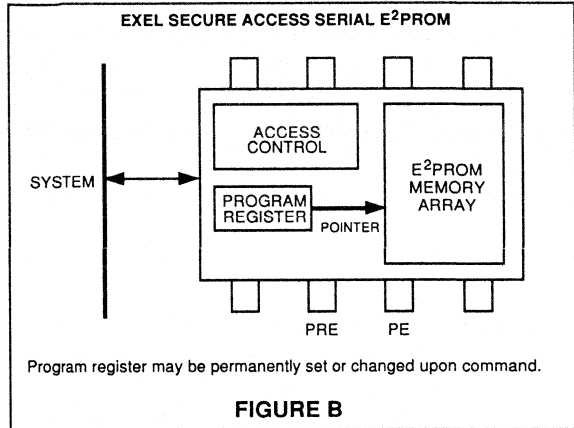 EXEL SECURE ACCESS SERIAL E²PROM
ACCESS
CONTROL
E²PROM
MEMORY
ARRAY
SYSTEM
PROGRAM
REGISTER
POINTER
PRE
PE
Program register may be permanently set or changed upon command.
FIGURE B